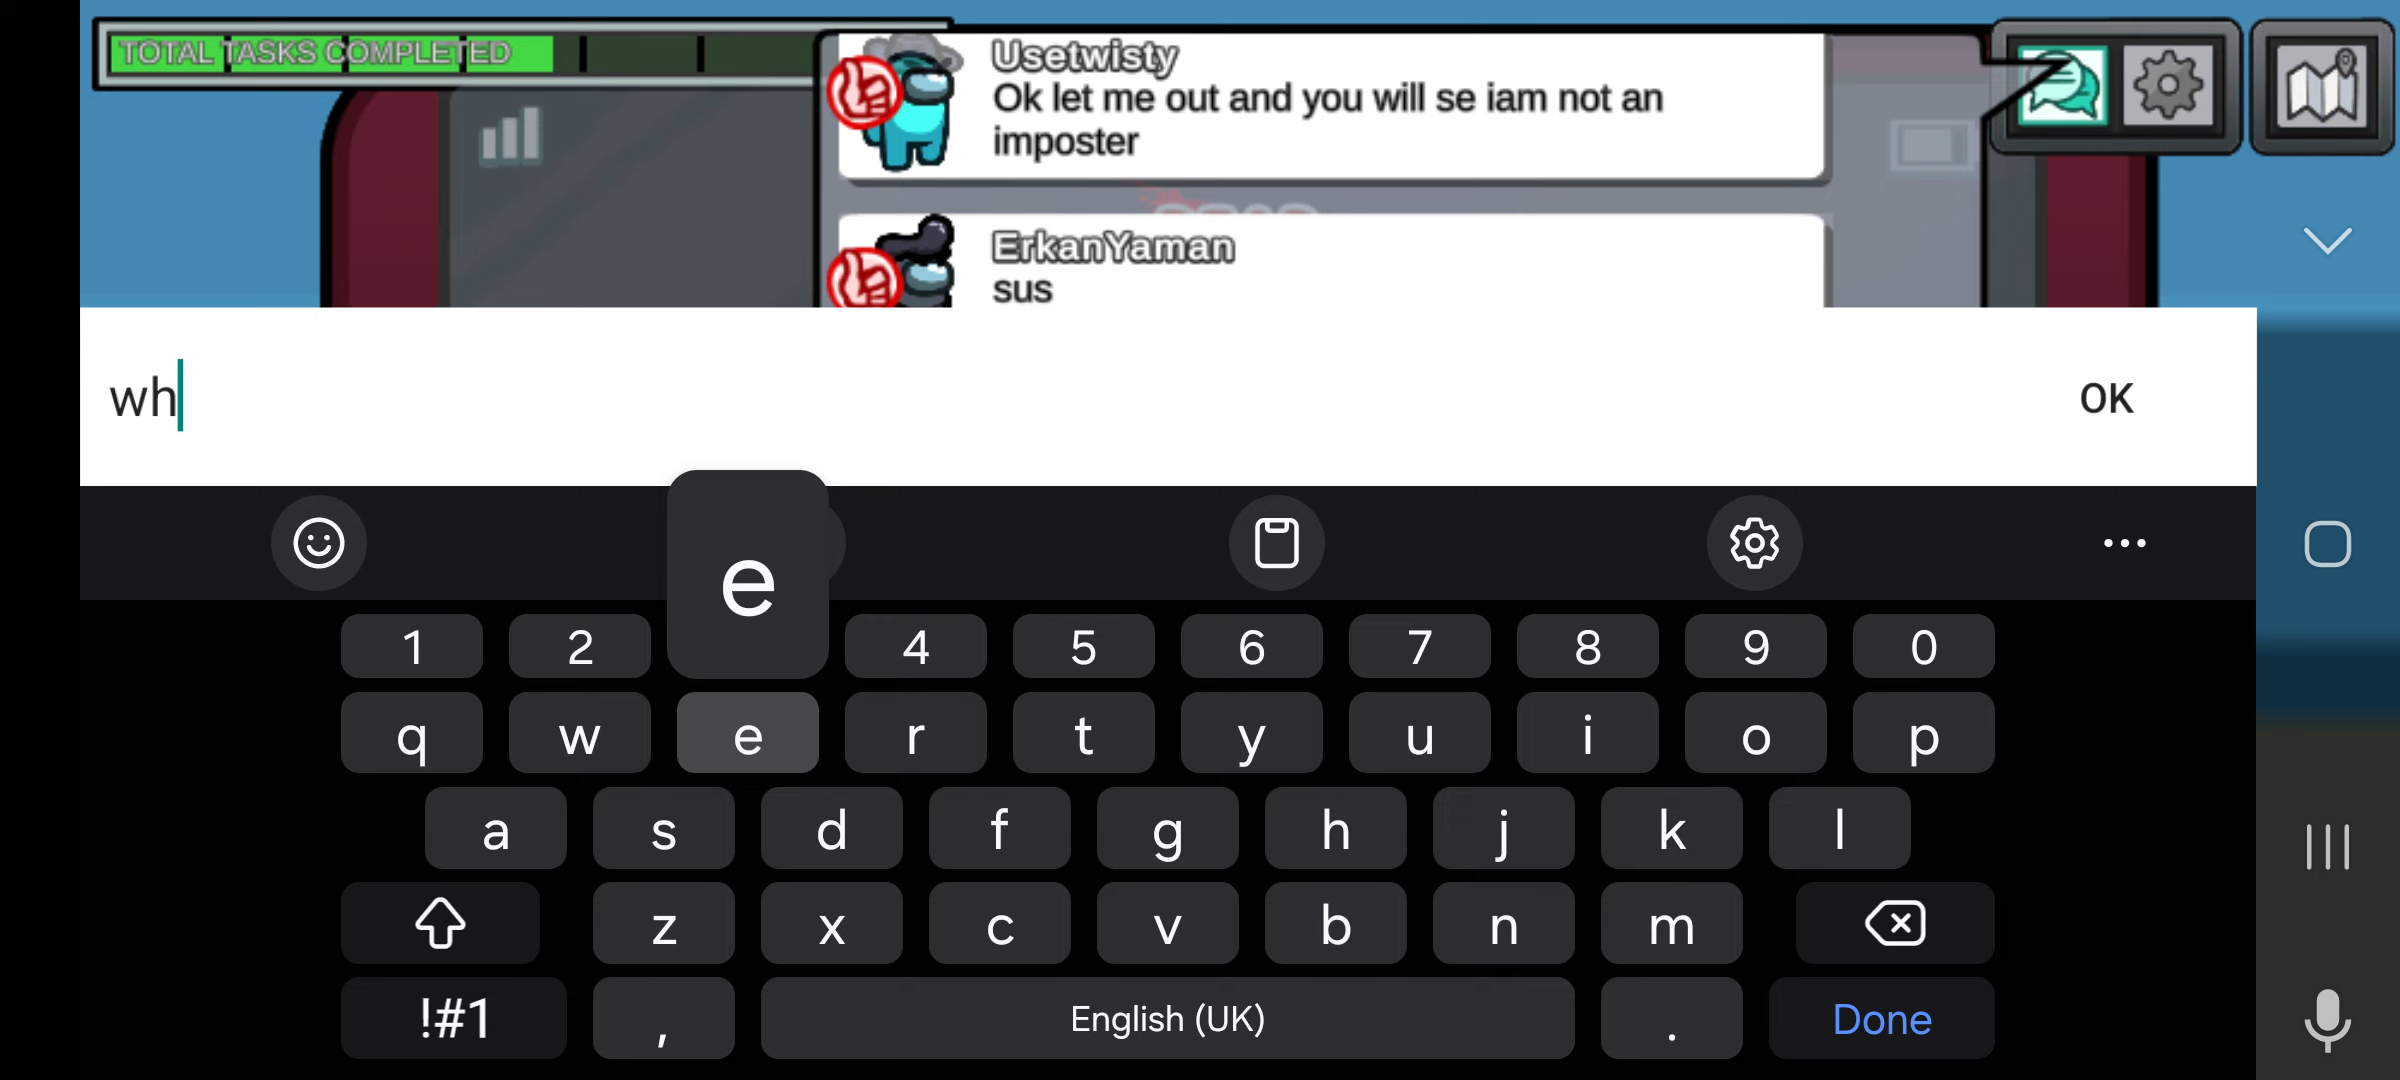 TOTAL TASKS COMPLETED
Usetwisty
Ok let me out and you will se iam not an
imposter
ErkanYaman
sus
wh
OK
e
1 2 4 5 6 7 8 9 0
q w e r t y u i o p
a s d f g h j k l
z x c v b n m
!#1 , English (UK) . Done